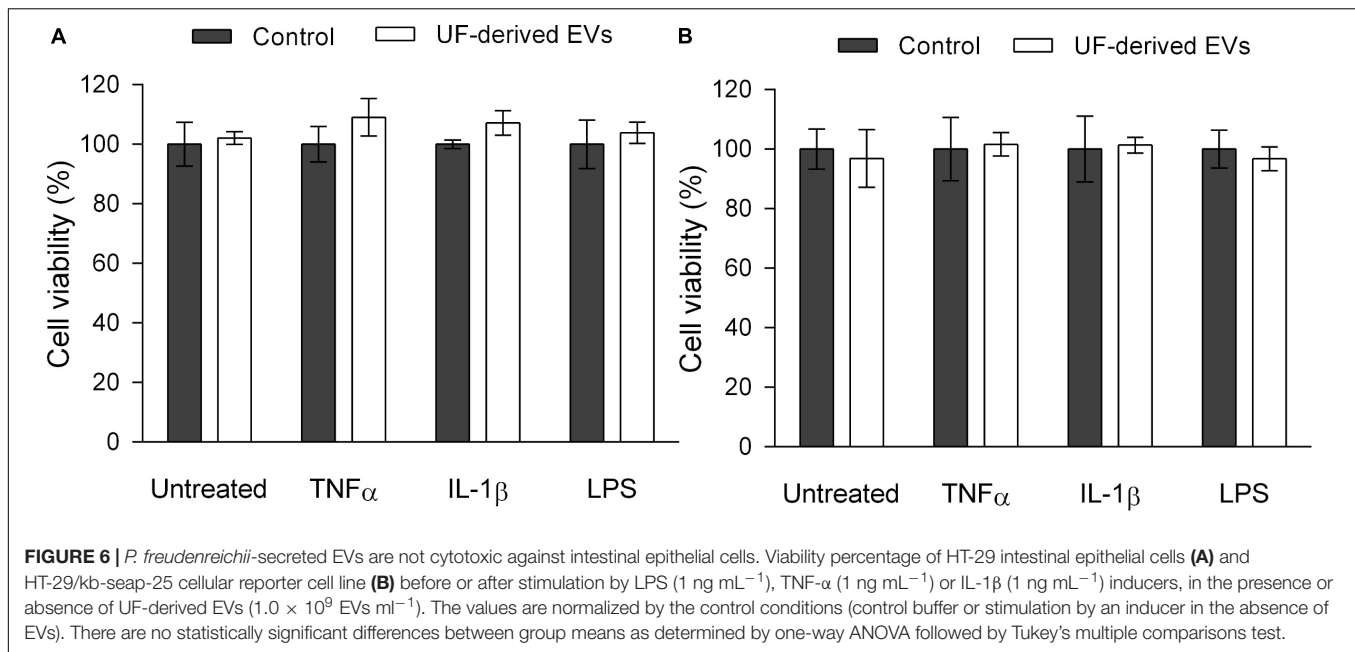 A
Control
UF-derived EVs
B
Control
UF-derived EVs
Cell viability (%)
120
100
80
60
40
20
0
Untreated
TNFα
IL-1β
LPS
Cell viability (%)
120
100
80
60
40
20
0
Untreated
TNFα
IL-1β
LPS
FIGURE 6 | P. freudenreichii-secreted EVs are not cytotoxic against intestinal epithelial cells. Viability percentage of HT-29 intestinal epithelial cells (A) and
HT-29/kb-seap-25 cellular reporter cell line (B) before or after stimulation by LPS (1 ng mL⁻¹), TNF-α (1 ng mL⁻¹) or IL-1β (1 ng mL⁻¹) inducers, in the presence or
absence of UF-derived EVs (1.0 × 10⁹ EVs ml⁻¹). The values are normalized by the control conditions (control buffer or stimulation by an inducer in the absence of
EVs). There are no statistically significant differences between group means as determined by one-way ANOVA followed by Tukey's multiple comparisons test.